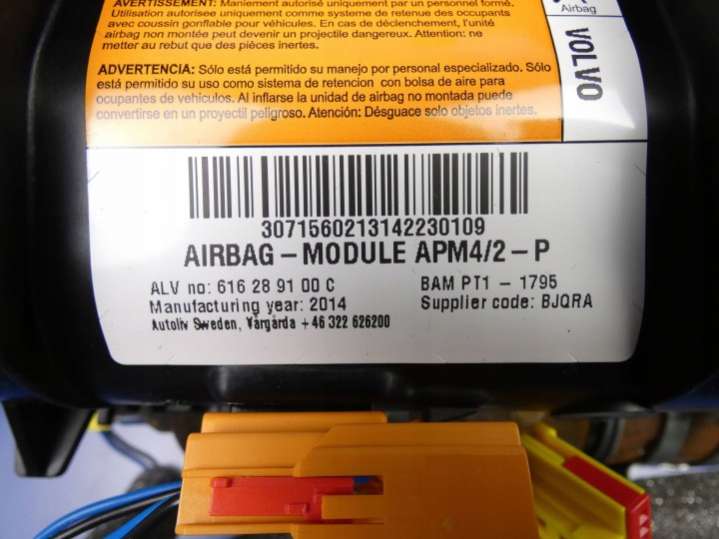 AVERTISSEMENT: Maniement autorisé uniquement par un personnel formé.
Utilisation autorisée uniquement comme système de retenue des occupants
avec coussin gonflable pour véhicules. En cas de déclenchement, l'unité
airbag non montée peut devenir un projectile dangereux. Attention: ne
metter au rebut que des pièces inertes.
ADVERTENCIA: Sólo está permitido su manejo por personal especializado. Sólo
está permitido su uso como sistema de retencion con bolsa de aire para
ocupantes de vehiculos. Al inflarse la unidad de airbag no montada puede
convertirse en un proyectil peligroso. Atención: Désguace solo objetos inertes.
Airbag
VOLVO
3071560213142230109
AIRBAG – MODULE APM4/2 – P
ALV no: 616 28 91 00 C
BAM PT1 – 1795
Manufacturing year: 2014
Supplier code: BJQRA
Autoliv Sweden, Vårgårda +46 322 626200